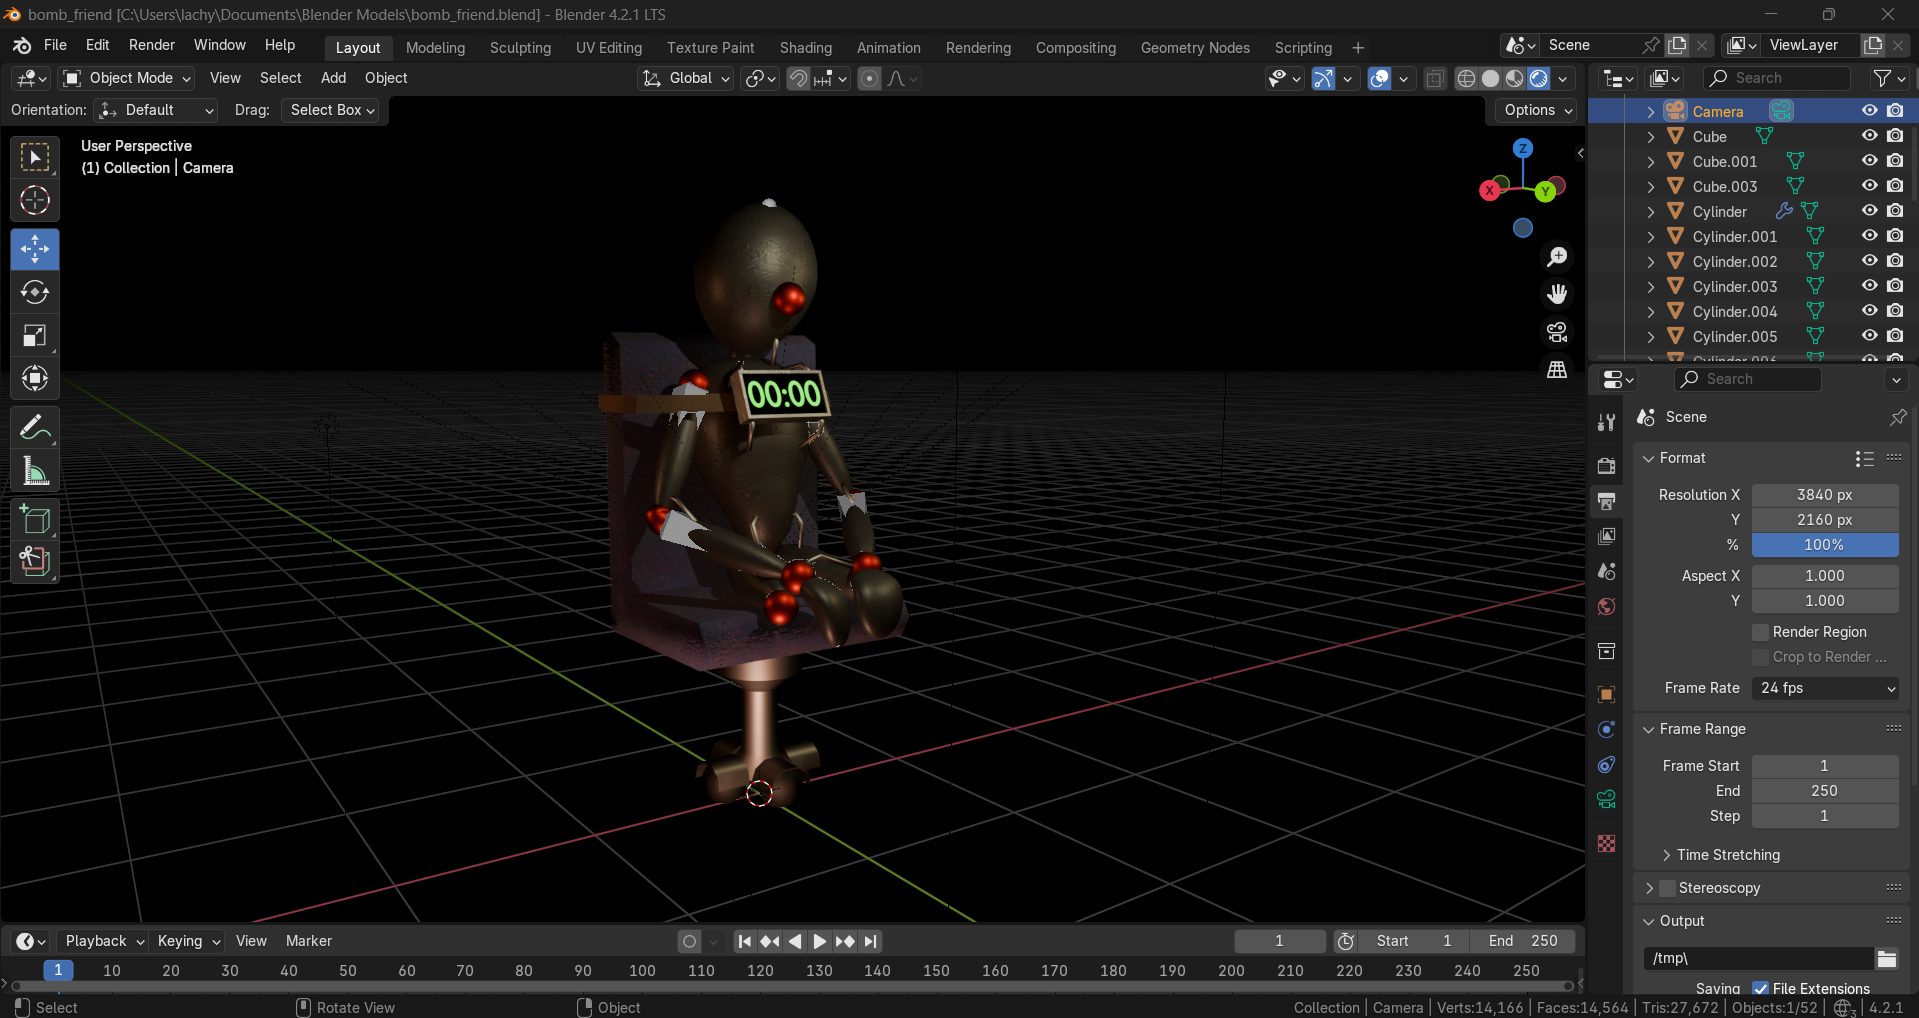 bomb_friend [C:\Users\lachy\Documents\Blender Models\bomb_friend.blend] - Blender 4.2.1 LTS
File Edit Render Window Help Layout Modeling Sculpting UV Editing Texture Paint Shading Animation Rendering Compositing Geometry Nodes Scripting + Scene ViewLayer
Object Mode View Select Add Object Global Search
Orientation: Default Drag: Select Box Options
User Perspective
(1) Collection | Camera
Z
X
Y
00:00
Camera
Cube
Cube.001
Cube.003
Cylinder
Cylinder.001
Cylinder.002
Cylinder.003
Cylinder.004
Cylinder.005
Cylinder.006
Search
Scene
Format
Resolution X 3840 px
Y 2160 px
% 100%
Aspect X 1.000
Y 1.000
Render Region
Crop to Render ...
Frame Rate 24 fps
Frame Range
Frame Start 1
End 250
Step 1
Time Stretching
Stereoscopy
Output
/tmp\
Saving File Extensions
Playback Keying View Marker 1 Start 1 End 250
1 10 20 30 40 50 60 70 80 90 100 110 120 130 140 150 160 170 180 190 200 210 220 230 240 250
Select Rotate View Object Collection | Camera | Verts:14,166 | Faces:14,564 | Tris:27,672 | Objects:1/52 | 3 | 4.2.1